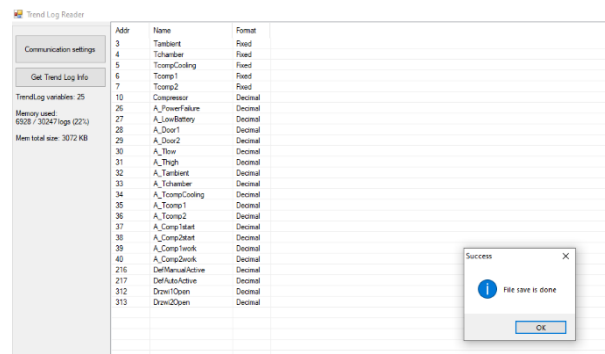 Trend Log Reader
Communication settings
Get Trend Log Info
TrendLog variables: 25
Memory used:
6928 / 30247 logs (22%)
Mem total size: 3072 KB
Addr Name Format
3 Tambient Fixed
4 Tchamber Fixed
5 TcompCooling Fixed
6 Tcomp1 Fixed
7 Tcomp2 Fixed
10 Compressor Decimal
26 A_PowerFailure Decimal
27 A_LowBattery Decimal
28 A_Door1 Decimal
29 A_Door2 Decimal
30 A_Tlow Decimal
31 A_Thigh Decimal
32 A_Tambient Decimal
33 A_Tchamber Decimal
34 A_TcompCooling Decimal
35 A_Tcomp1 Decimal
36 A_Tcomp2 Decimal
37 A_Comp1start Decimal
38 A_Comp2start Decimal
39 A_Comp1work Decimal
40 A_Comp2work Decimal
216 DefManualActive Decimal
217 DefAutoActive Decimal
312 Drzwi1Open Decimal
313 Drzwi2Open Decimal
Success
File save is done
OK